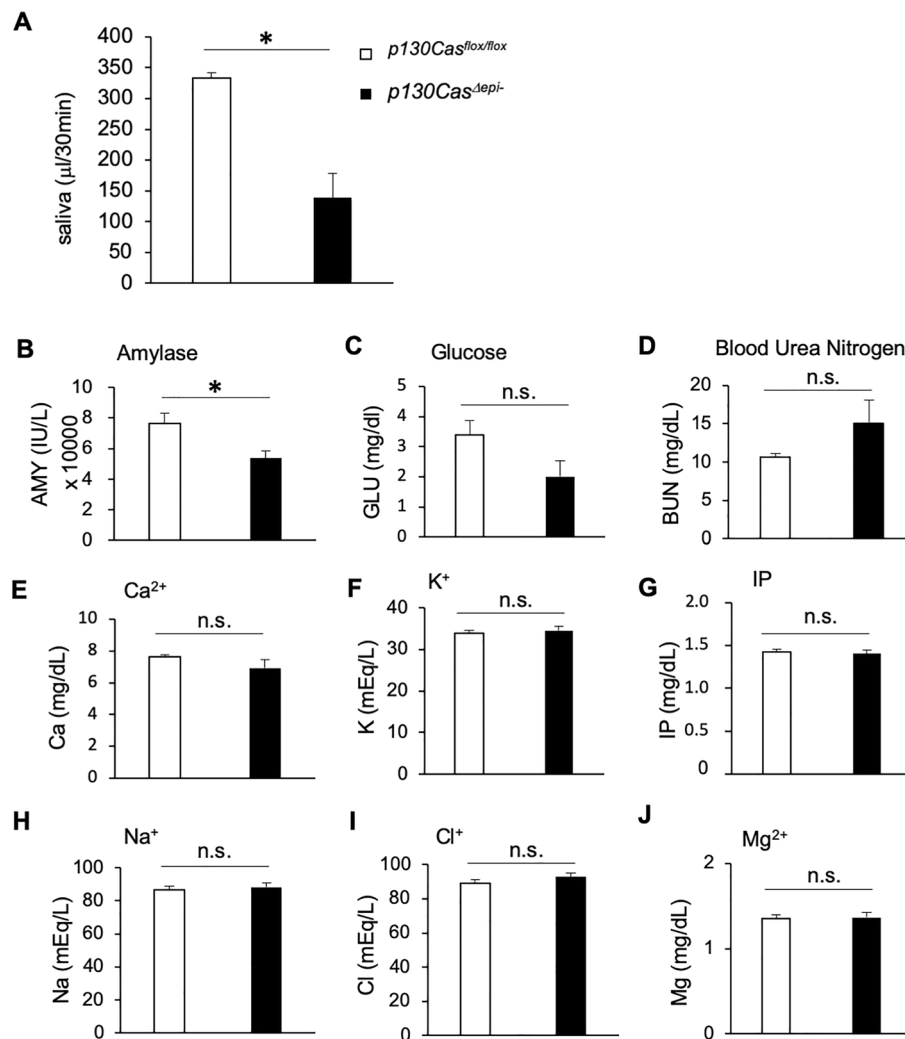 A
saliva (μl/30min)
400
350
300
250
200
150
100
50
0
*
p130Cas^flox/flox
p130Cas^Δepi-
B
Amylase
AMY (IU/L)
x 10000
10
8
6
4
2
0
*
C
Glucose
GLU (mg/dl)
5
4
3
2
1
0
n.s.
D
Blood Urea Nitrogen
BUN (mg/dL)
20
15
10
5
0
n.s.
E
Ca²⁺
Ca (mg/dL)
10
8
6
4
2
0
n.s.
F
K⁺
K (mEq/L)
40
30
20
10
0
n.s.
G
IP
IP (mg/dL)
2.0
1.5
1.0
0.5
0
n.s.
H
Na⁺
Na (mEq/L)
100
80
60
40
80
0
n.s.
I
Cl⁺
Cl (mEq/L)
100
80
60
40
80
0
n.s.
J
Mg²⁺
Mg (mg/dL)
2
1
0
n.s.